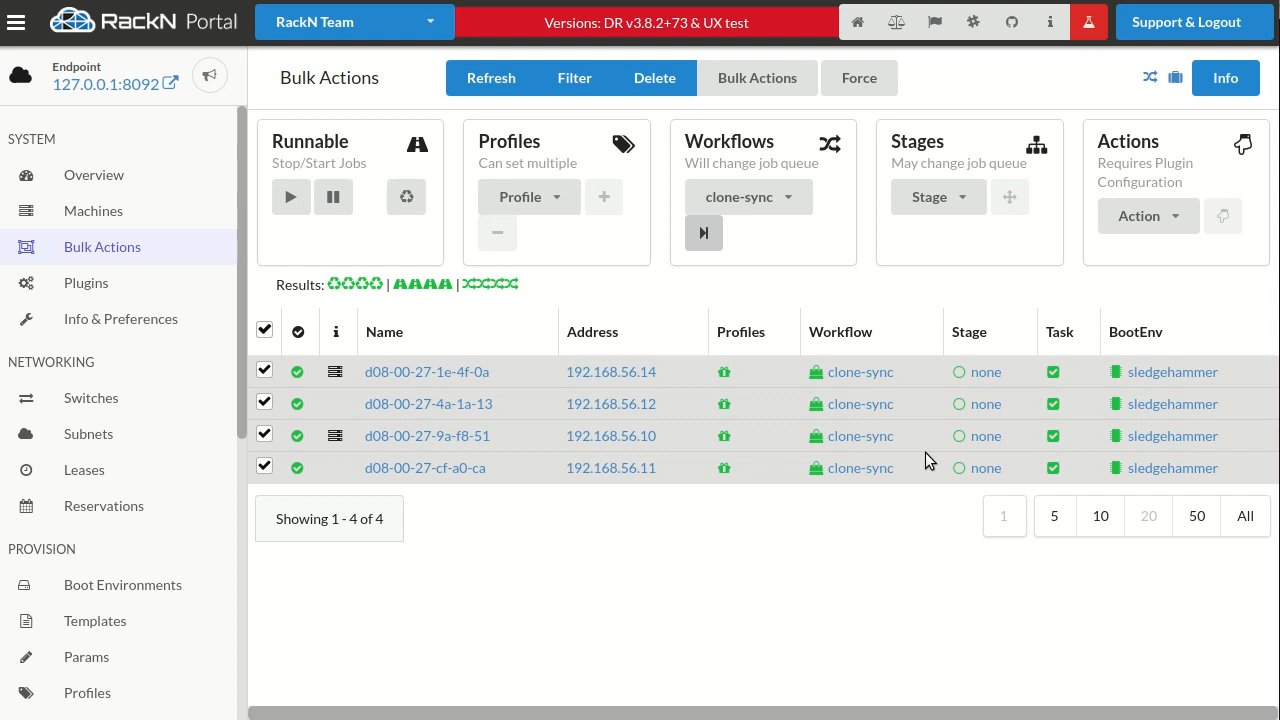 RackN Portal
RackN Team
Versions: DR v3.8.2+73 & UX test
Support & Logout
Endpoint
127.0.0.1:8092
Bulk Actions
Refresh
Filter
Delete
Bulk Actions
Force
Info
SYSTEM
Overview
Machines
Bulk Actions
Plugins
Info & Preferences
NETWORKING
Switches
Subnets
Leases
Reservations
PROVISION
Boot Environments
Templates
Params
Profiles
Runnable
Stop/Start Jobs
Profiles
Can set multiple
Profile
Workflows
Will change job queue
clone-sync
Stages
May change job queue
Stage
Actions
Requires Plugin
Configuration
Action
Results: | |
Name Address Profiles Workflow Stage Task BootEnv
d08-00-27-1e-4f-0a 192.168.56.14 clone-sync none sledgehammer
d08-00-27-4a-1a-13 192.168.56.12 clone-sync none sledgehammer
d08-00-27-9a-f8-51 192.168.56.10 clone-sync none sledgehammer
d08-00-27-cf-a0-ca 192.168.56.11 clone-sync none sledgehammer
Showing 1 - 4 of 4
1 5 10 20 50 All